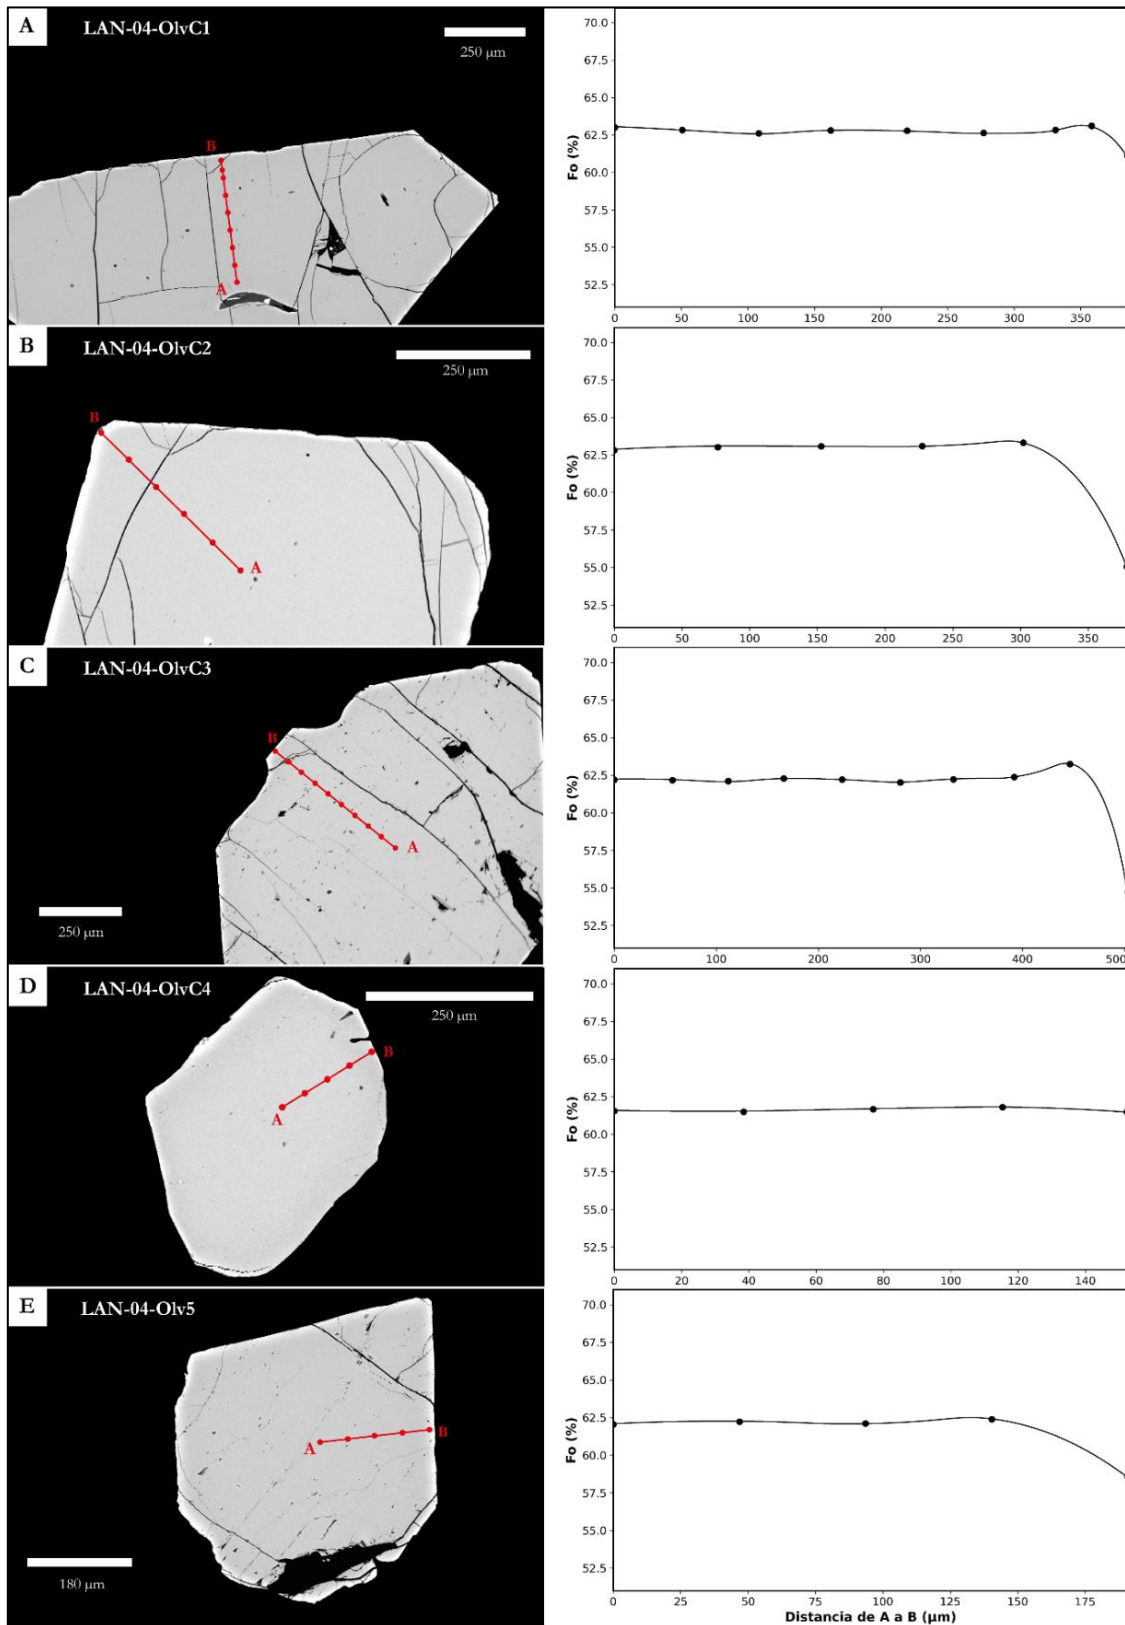 A LAN-04-OlvC1
250 µm
B
A
70.0
67.5
65.0
62.5
60.0
57.5
55.0
52.5
Fo (%)
0 50 100 150 200 250 300 350
B LAN-04-OlvC2
250 µm
B
A
70.0
67.5
65.0
62.5
60.0
57.5
55.0
52.5
Fo (%)
0 50 100 150 200 250 300 350
C LAN-04-OlvC3
B
A
250 µm
70.0
67.5
65.0
62.5
60.0
57.5
55.0
52.5
Fo (%)
0 100 200 300 400 500
D LAN-04-OlvC4
250 µm
B
A
70.0
67.5
65.0
62.5
60.0
57.5
55.0
52.5
Fo (%)
0 20 40 60 80 100 120 140
E LAN-04-Olv5
A B
180 µm
70.0
67.5
65.0
62.5
60.0
57.5
55.0
52.5
Fo (%)
0 25 50 75 100 125 150 175
Distancia de A a B (µm)